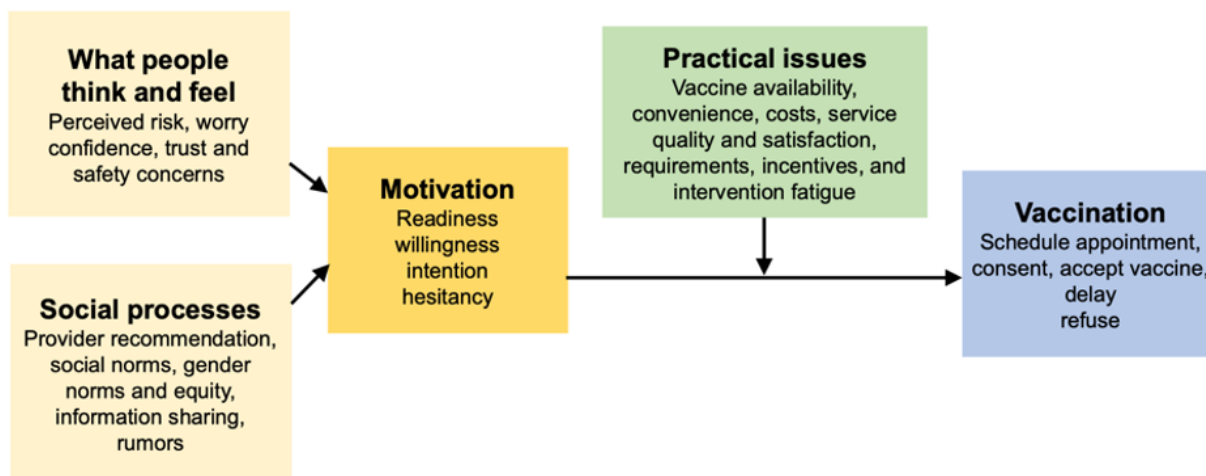 What people
think and feel
Perceived risk, worry
confidence, trust and
safety concerns
Social processes
Provider recommendation,
social norms, gender
norms and equity,
information sharing,
rumors
Motivation
Readiness
willingness
intention
hesitancy
Practical issues
Vaccine availability,
convenience, costs, service
quality and satisfaction,
requirements, incentives, and
intervention fatigue
Vaccination
Schedule appointment,
consent, accept vaccine,
delay
refuse